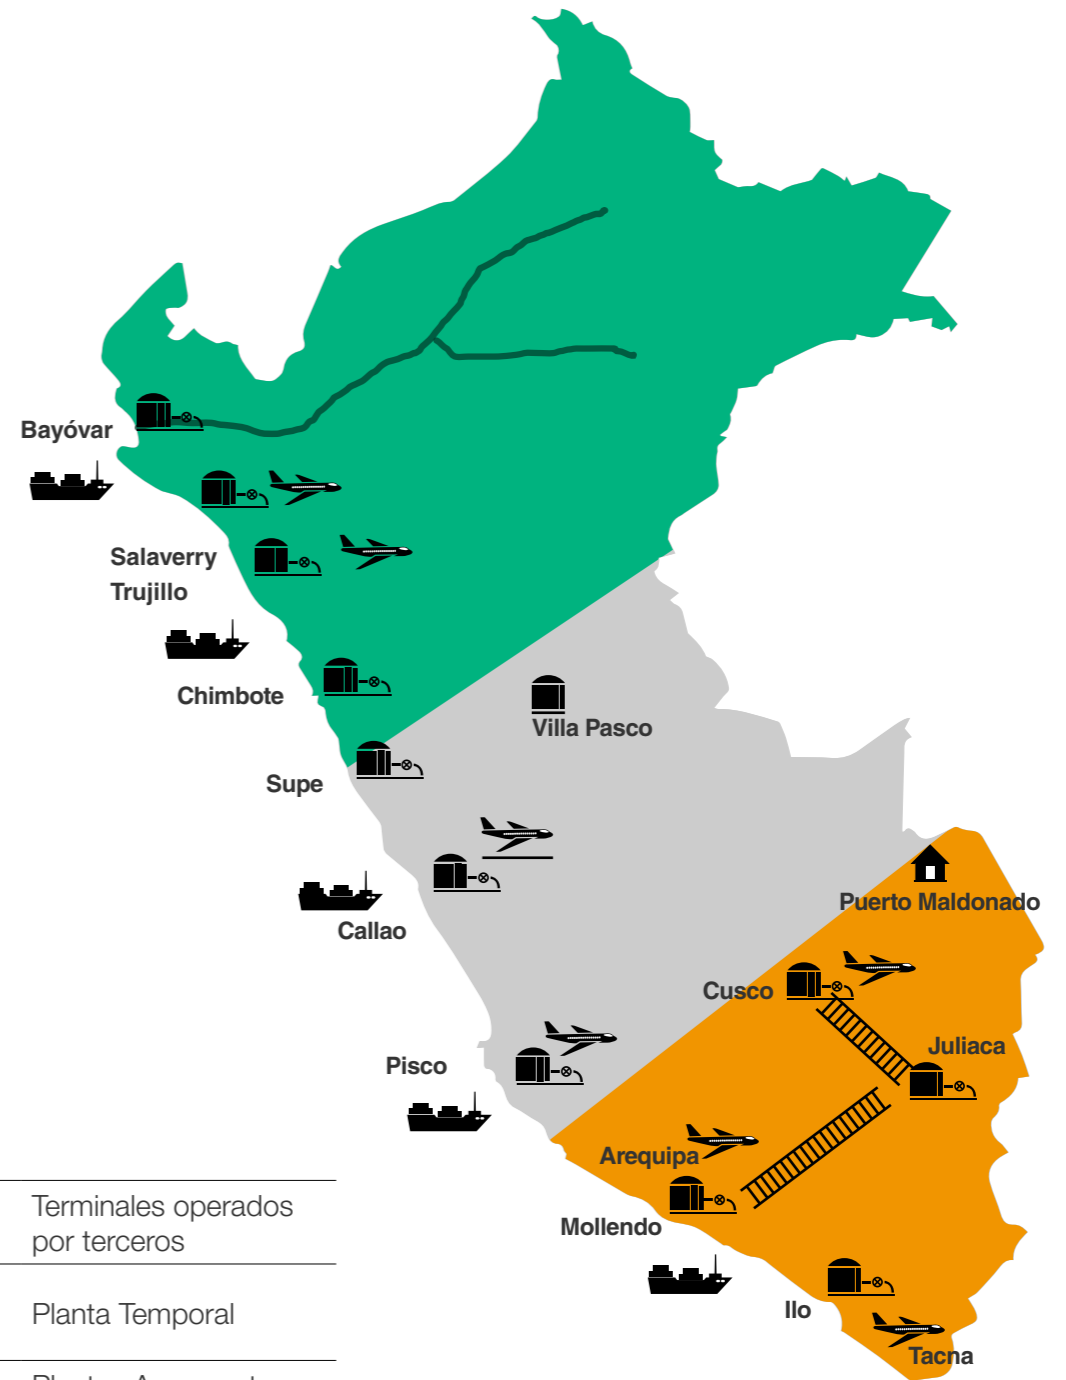 Bayóvar
Salaverry
Trujillo
Chimbote
Villa Pasco
Supe
Puerto Maldonado
Callao
Cusco
Juliaca
Pisco
Arequipa
Mollendo
Ilo
Tacna
Terminales operados
por terceros
Planta Temporal